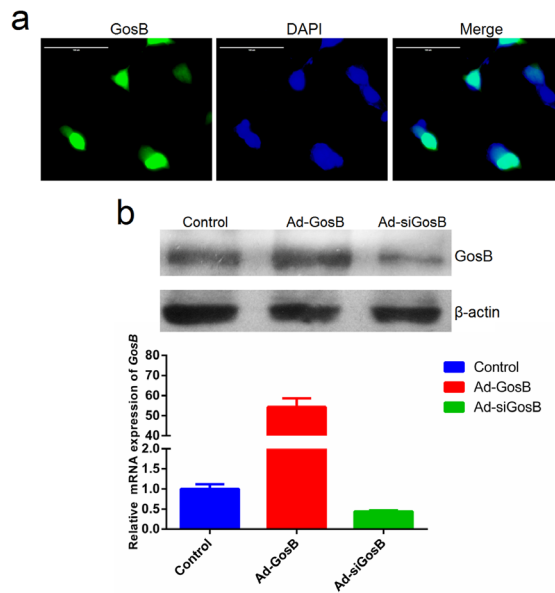 a
GosB DAPI Merge
b
Control Ad-GosB Ad-siGosB
GosB
β-actin
Relative mRNA expression of GosB
80
70
60
50
40
2.0
1.5
1.0
0.5
0.0
Control
Ad-GosB
Ad-siGosB
Control
Ad-GosB
Ad-siGosB